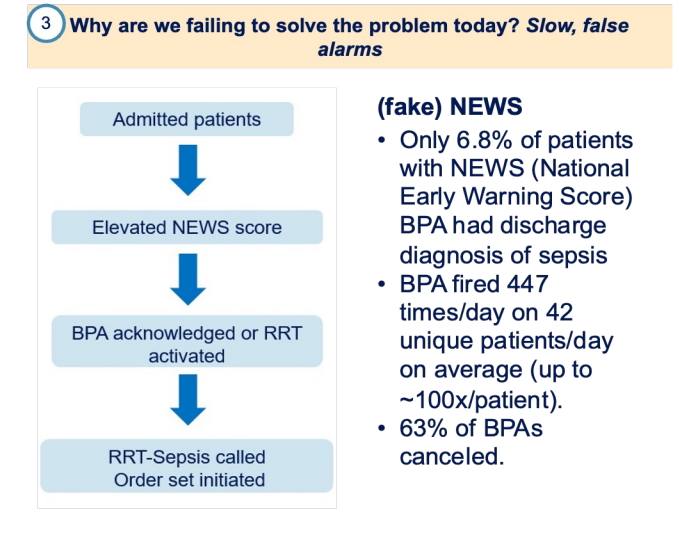 3 Why are we failing to solve the problem today? Slow, false
alarms
Admitted patients
Elevated NEWS score
BPA acknowledged or RRT
activated
RRT-Sepsis called
Order set initiated
(fake) NEWS
• Only 6.8% of patients
with NEWS (National
Early Warning Score)
BPA had discharge
diagnosis of sepsis
• BPA fired 447
times/day on 42
unique patients/day
on average (up to
~100x/patient).
• 63% of BPAs
canceled.